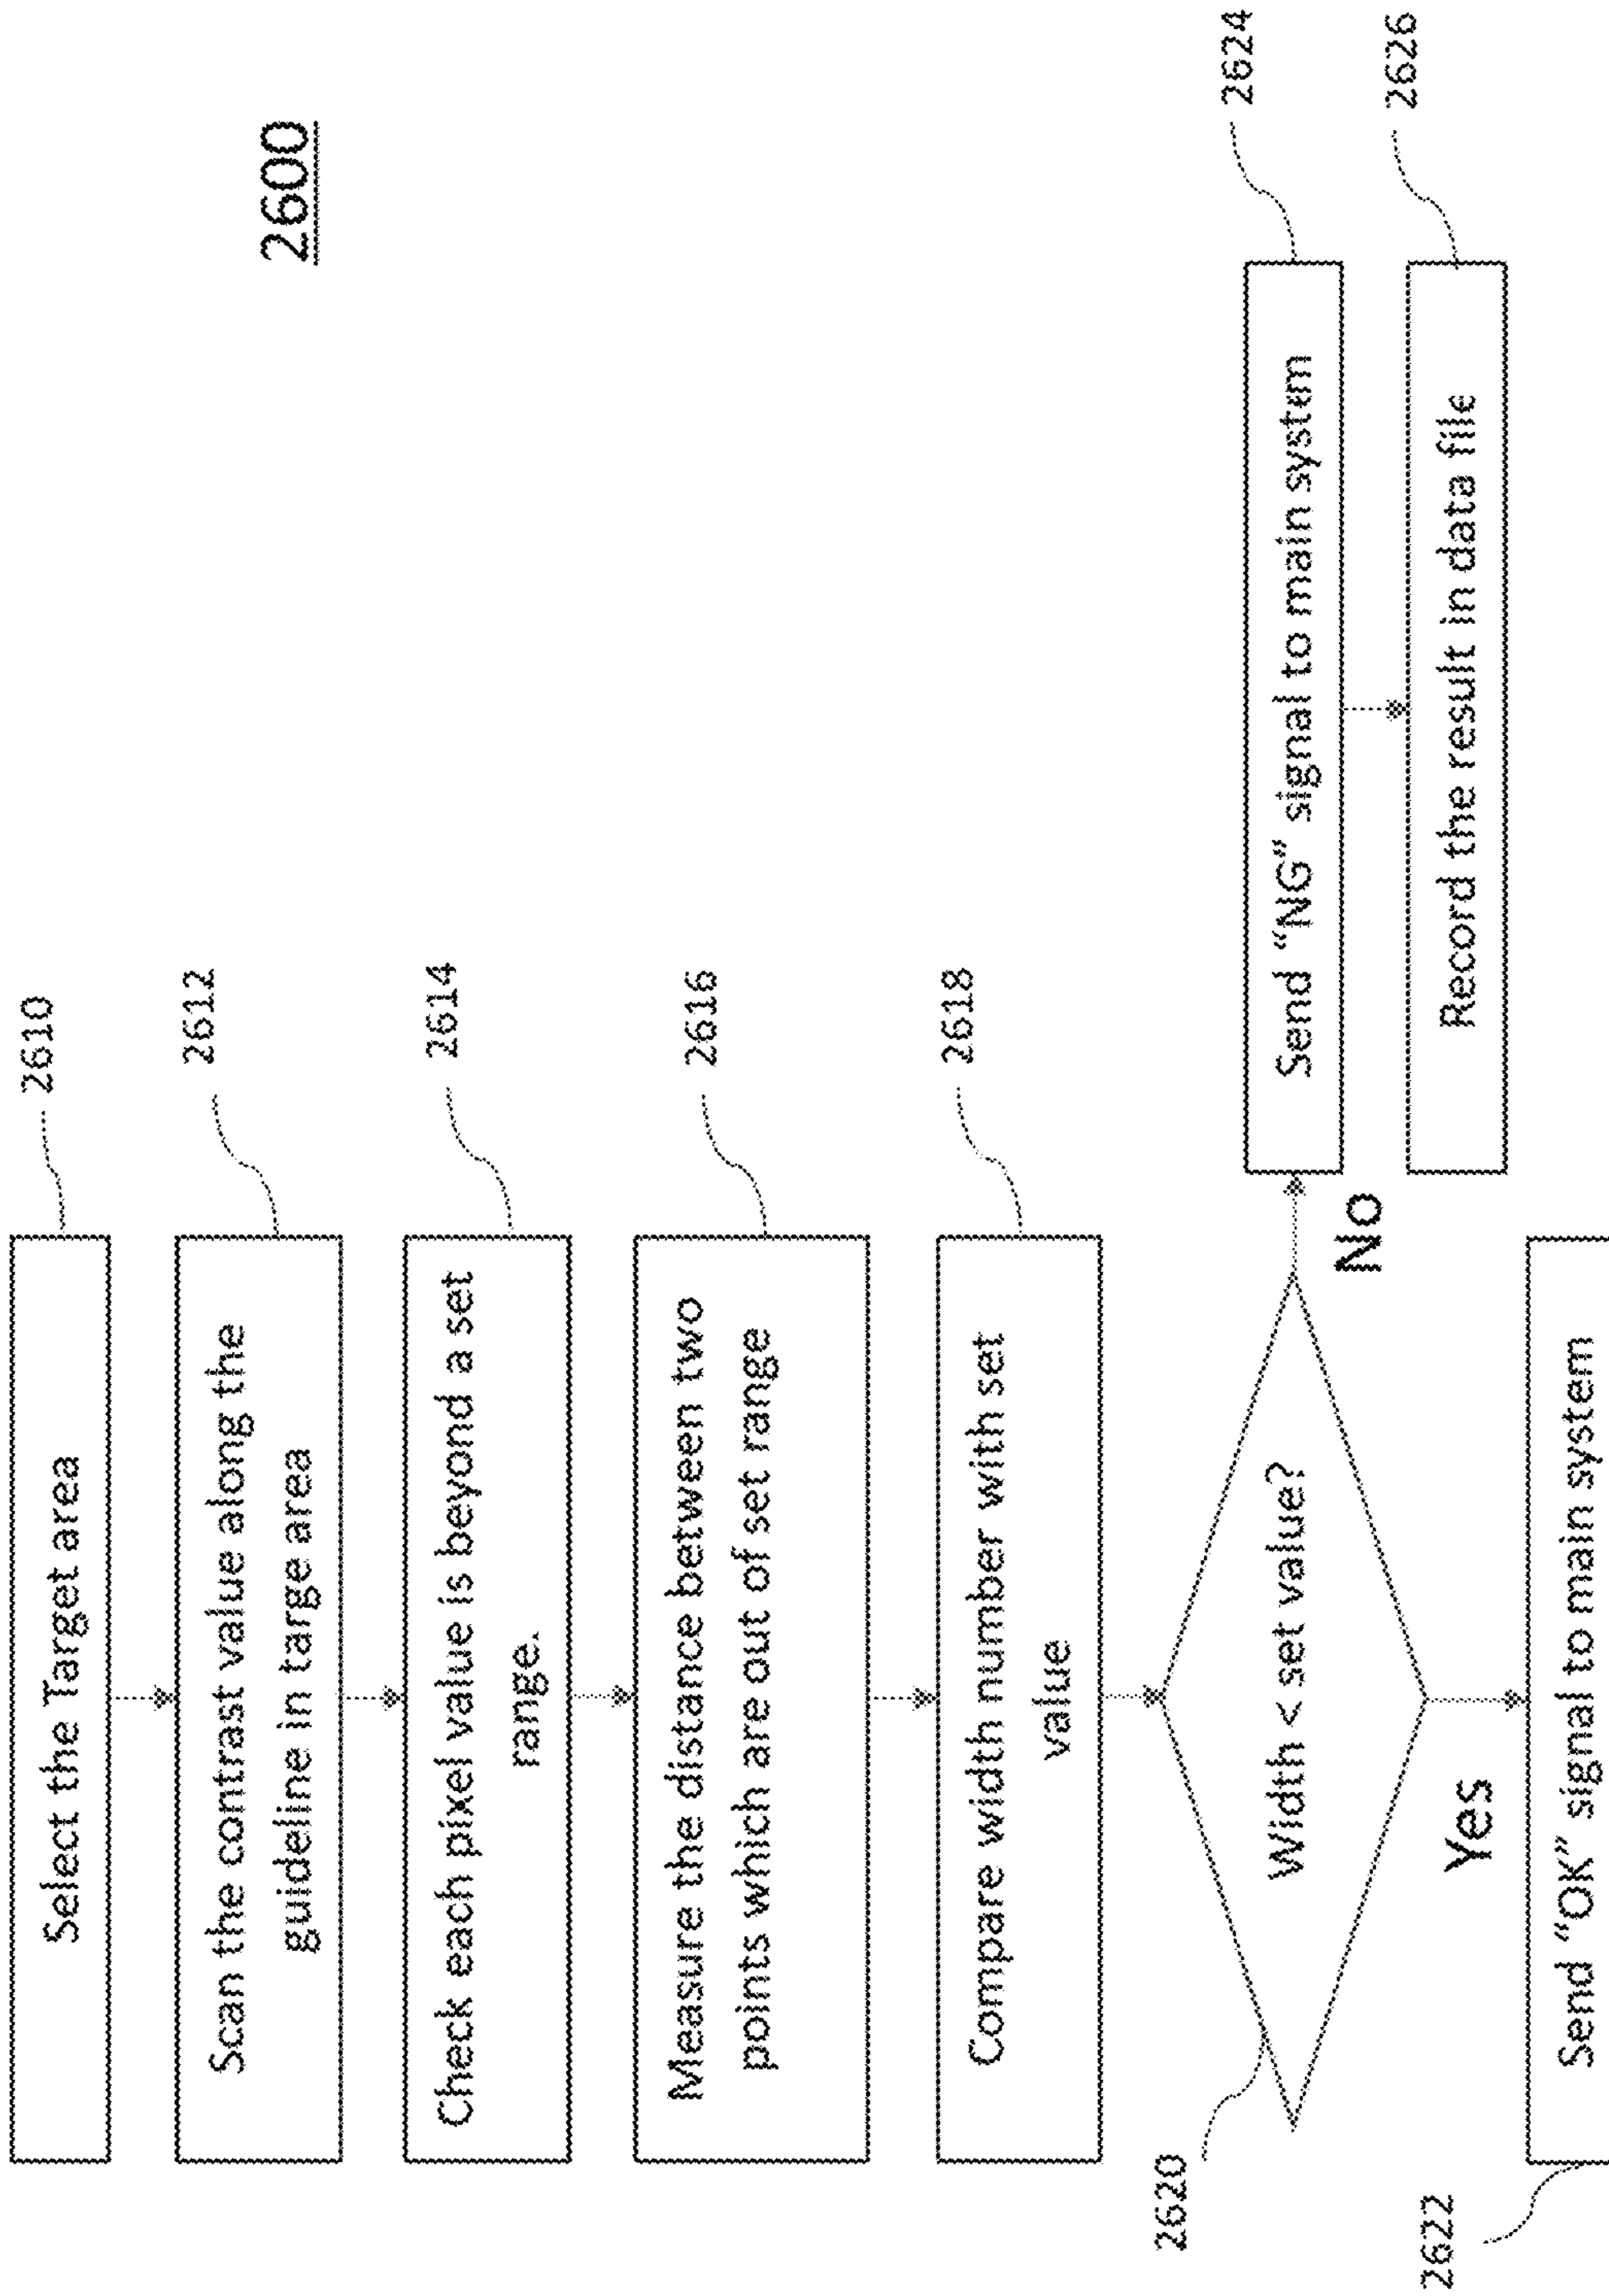 2600
Select the Target area
2610
Scan the contrast value along the
guideline in targe area
2612
Check each pixel value is beyond a set
range.
2614
Measure the distance between two
points which are out of set range
2616
Compare width number with set
value
2618
Width < set value?
2620
No
Send “NG” signal to main system
2624
Record the result in data file
2626
Yes
Send “OK” signal to main system
2622